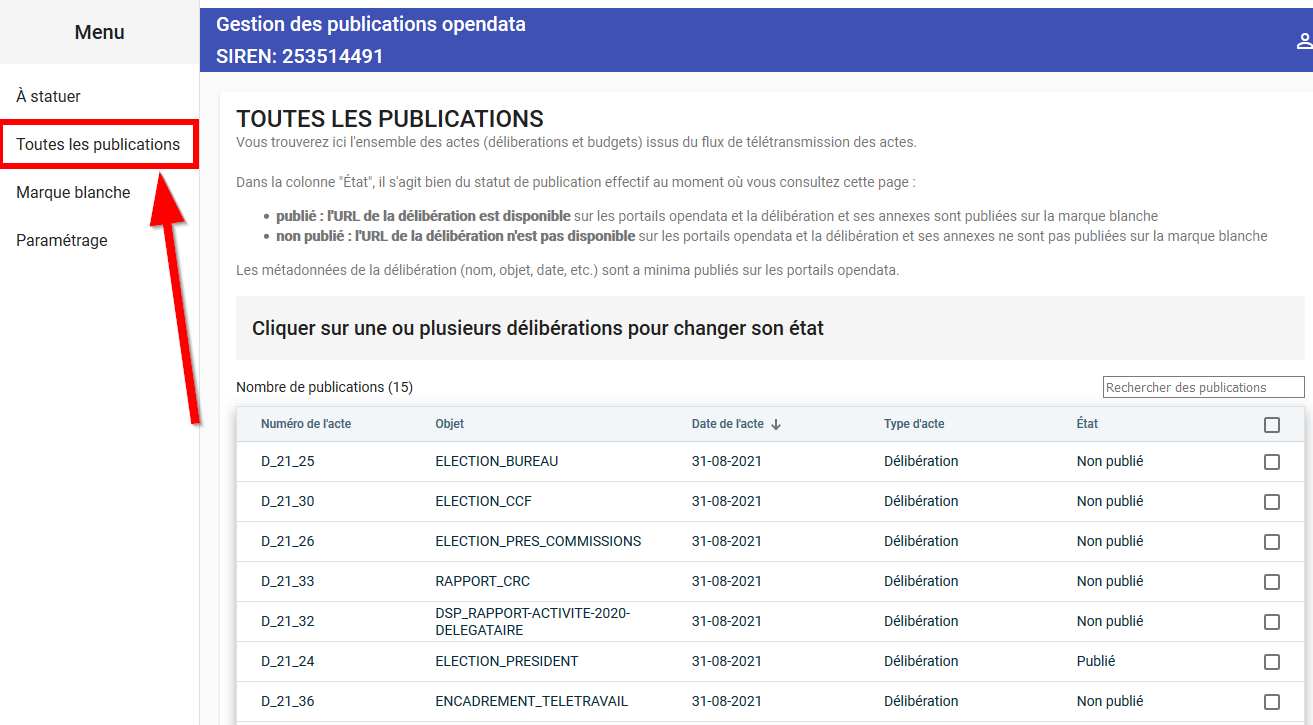 Menu
À statuer
Toutes les publications
Marque blanche
Paramétrage
Gestion des publications opendata
SIREN: 253514491
TOUTES LES PUBLICATIONS
Vous trouverez ici l'ensemble des actes (déliberations et budgets) issus du flux de télétransmission des actes.
Dans la colonne "État", il s'agit bien du statut de publication effectif au moment où vous consultez cette page :
• publié : l'URL de la délibération est disponible sur les portails opendata et la délibération et ses annexes sont publiées sur la marque blanche
• non publié : l'URL de la délibération n'est pas disponible sur les portails opendata et la délibération et ses annexes ne sont pas publiées sur la marque blanche
Les métadonnées de la délibération (nom, objet, date, etc.) sont a minima publiés sur les portails opendata.
Cliquer sur une ou plusieurs délibérations pour changer son état
Nombre de publications (15)
Rechercher des publications
Numéro de l'acte Objet Date de l'acte Type d'acte État
D_21_25 ELECTION_BUREAU 31-08-2021 Délibération Non publié
D_21_30 ELECTION_CCF 31-08-2021 Délibération Non publié
D_21_26 ELECTION_PRES_COMMISSIONS 31-08-2021 Délibération Non publié
D_21_33 RAPPORT_CRC 31-08-2021 Délibération Non publié
D_21_32 DSP_RAPPORT-ACTIVITE-2020-
DELEGATAIRE 31-08-2021 Délibération Non publié
D_21_24 ELECTION_PRESIDENT 31-08-2021 Délibération Publié
D_21_36 ENCADREMENT_TELETRAVAIL 31-08-2021 Délibération Non publié